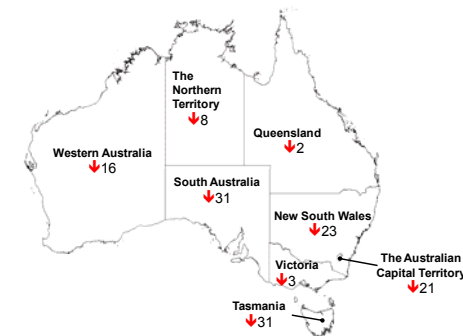 The
Northern
Territory
↓8
Queensland
↓2
Western Australia
↓16
South Australia
↓31
New South Wales
↓23
The Australian
Capital Territory
↓21
Victoria
↓3
Tasmania
↓31